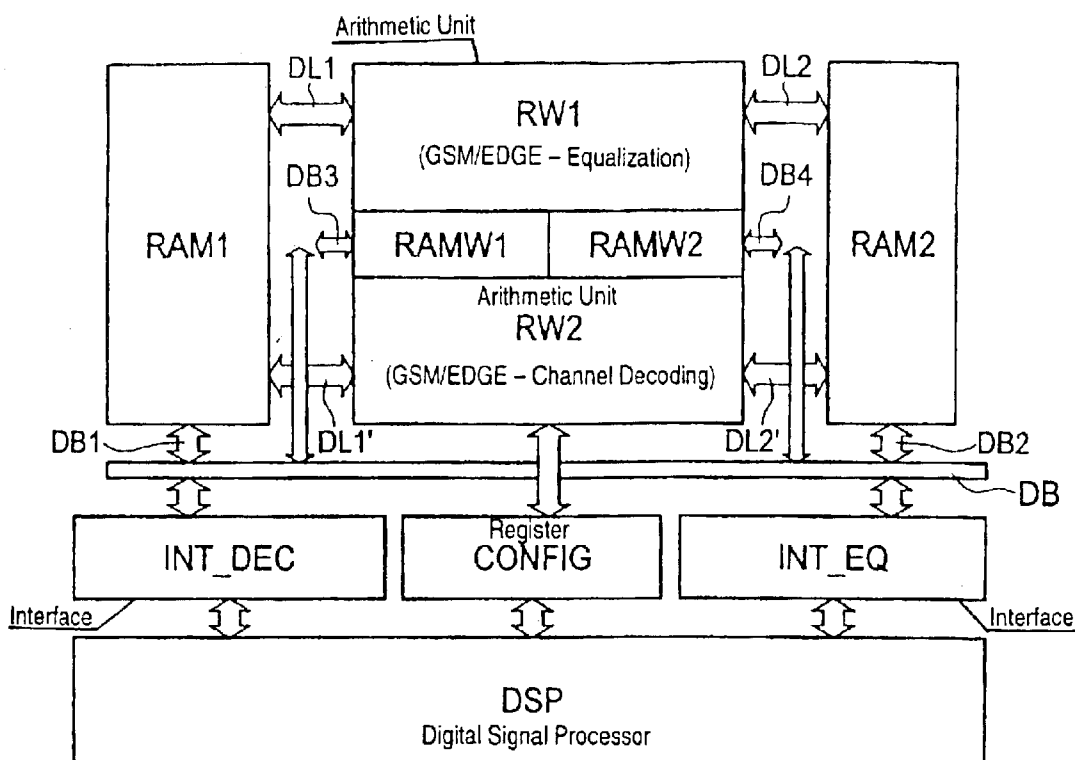 Arithmetic Unit
DL1
DL2
RW1
(GSM/EDGE – Equalization)
DB3
DB4
RAM1
RAMW1
RAMW2
RAM2
Arithmetic Unit
RW2
(GSM/EDGE – Channel Decoding)
DB1
DL1'
DL2'
DB2
DB
Register
INT_DEC
CONFIG
INT_EQ
Interface
Interface
DSP
Digital Signal Processor